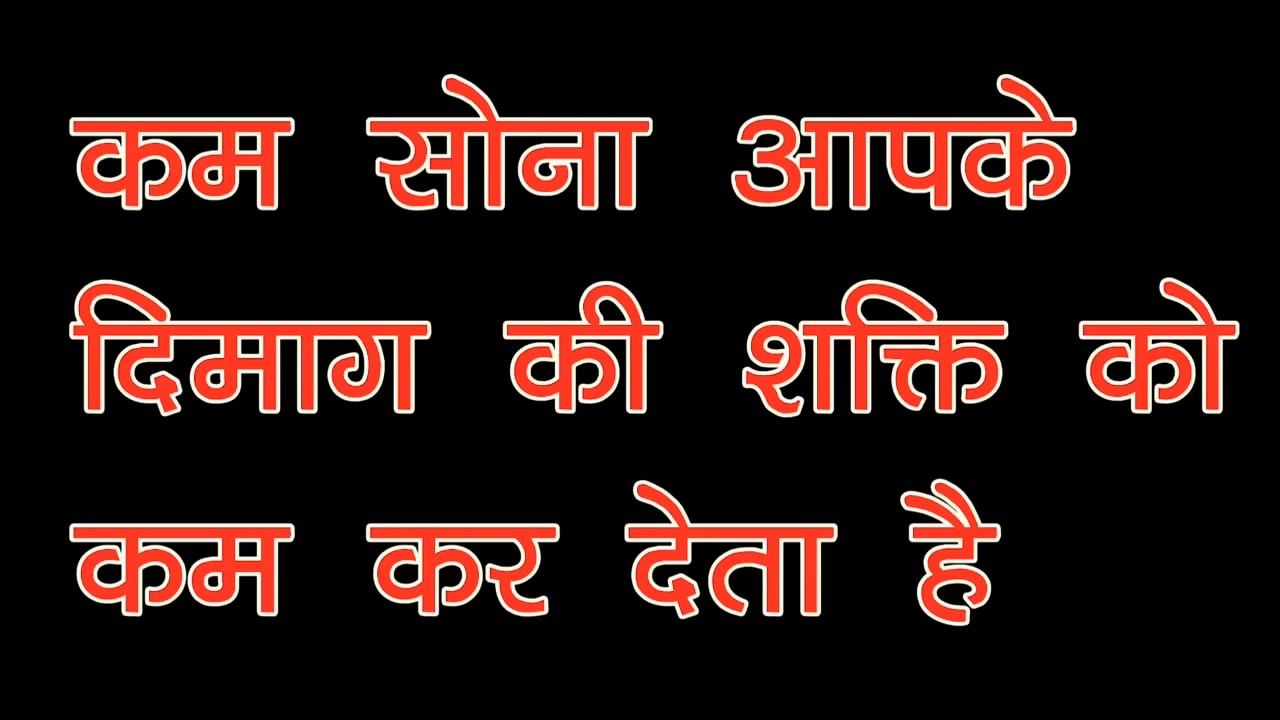 कम सोना आपके
दिमाग की शक्ति को
कम कर देता है